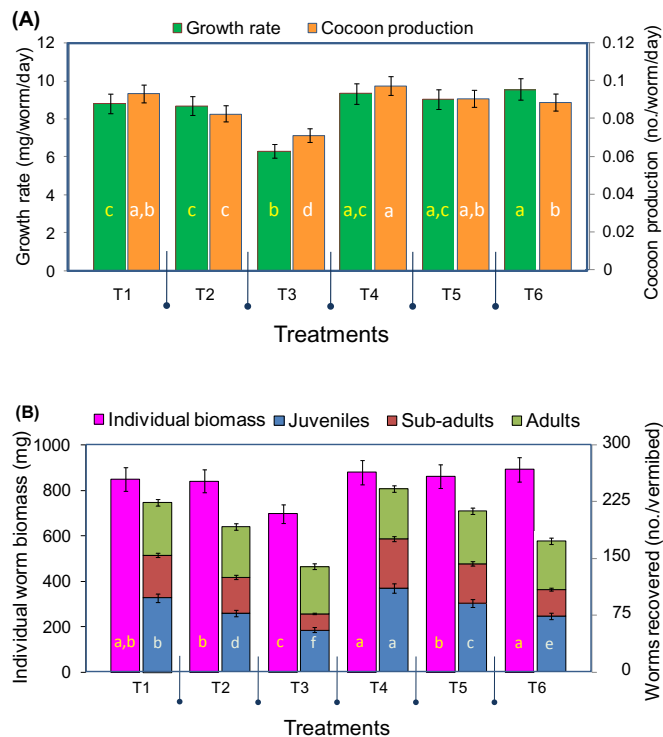 (A)
Growth rate Cocoon production
12
10
8
6
4
2
0
Growth rate (mg/worm/day)
0.12
0.1
0.08
0.06
0.04
0.02
0
Cocoon production (no./worm/day)
c a,b c c b d a,c a a,c a,b a b
T1 T2 T3 T4 T5 T6
Treatments
(B)
Individual biomass Juveniles Sub-adults Adults
1000
800
600
400
200
0
Individual worm biomass (mg)
300
225
150
75
0
Worms recovered (no./vermibed)
a,b b b d c f a a b c a e
T1 T2 T3 T4 T5 T6
Treatments